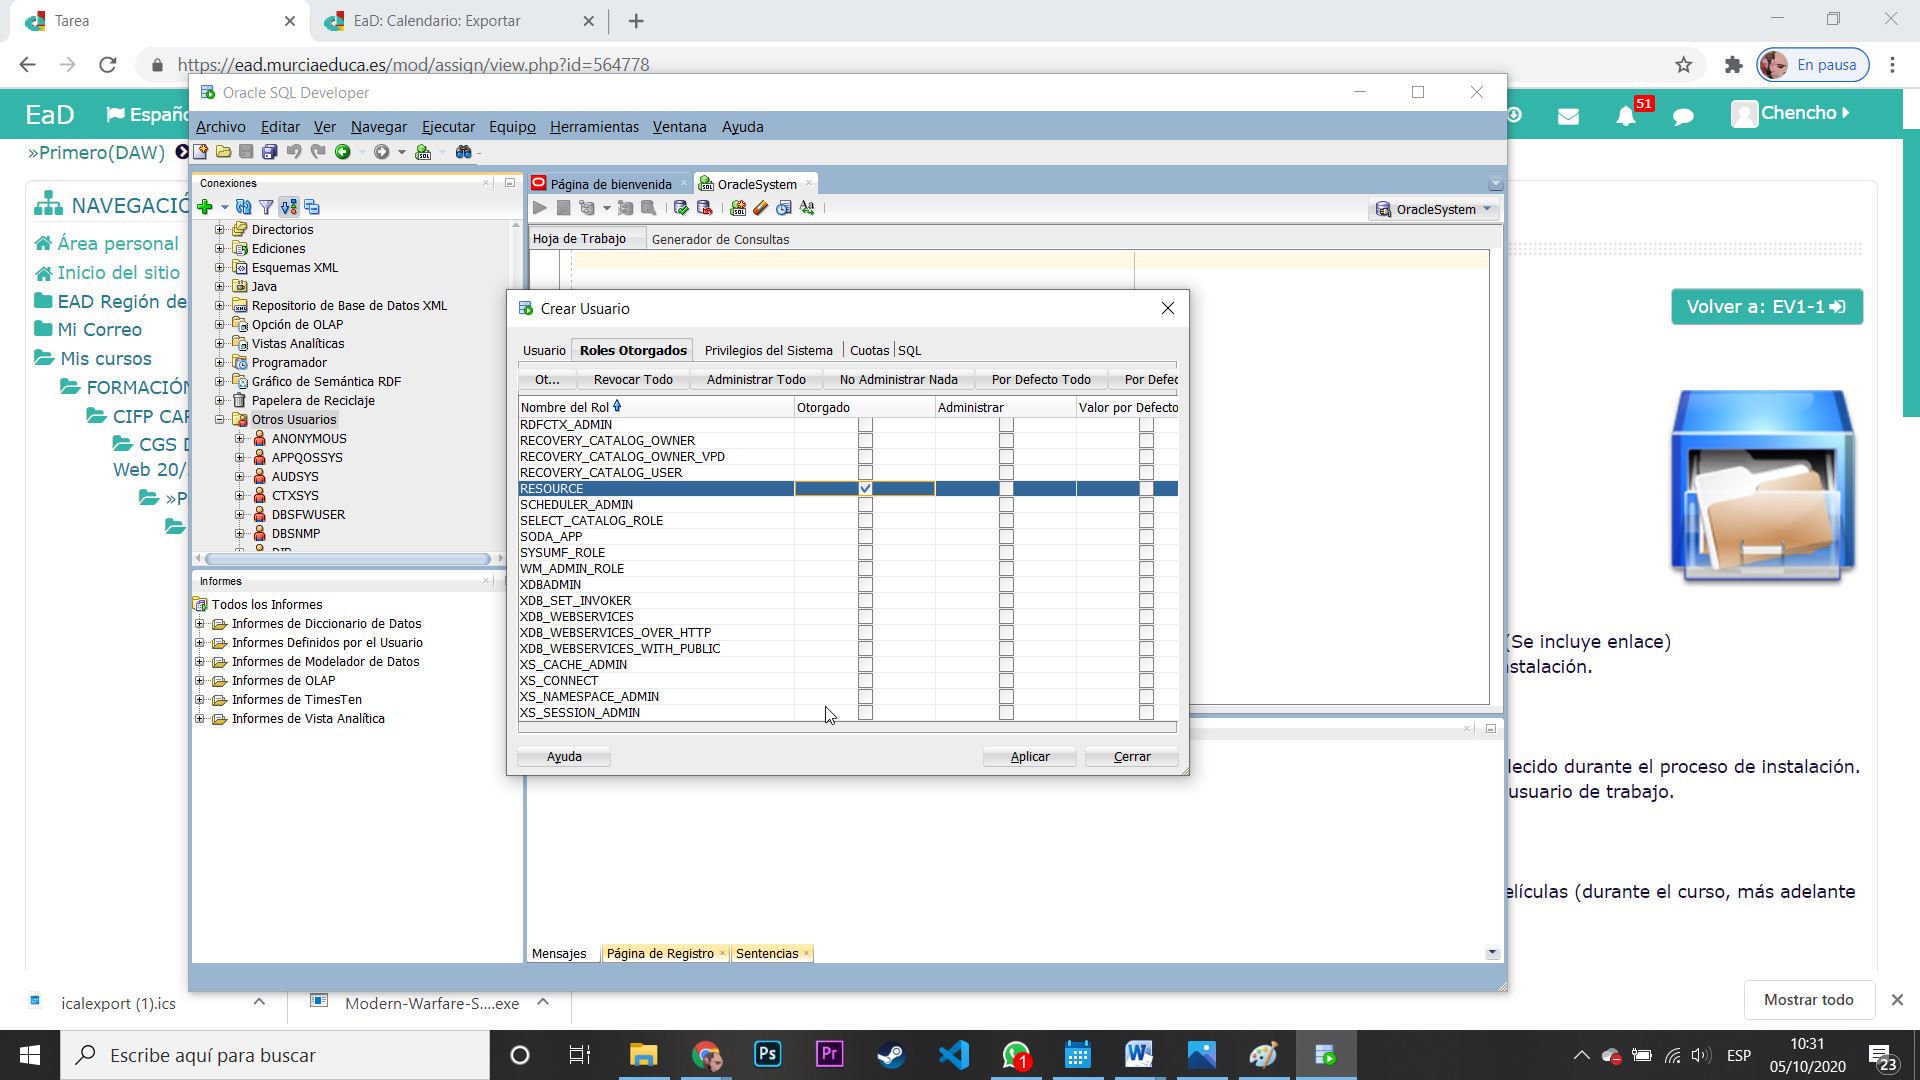 Tarea
EaD: Calendario: Exportar
https://ead.murciaeduca.es/mod/assign/view.php?id=564778
En pausa
Oracle SQL Developer
EaD
Españo
51
Chencho
Archivo Editar Ver Navegar Ejecutar Equipo Herramientas Ventana Ayuda
»Primero(DAW)
Conexiones
Página de bienvenida
OracleSystem
NAVEGACIÓ
OracleSystem
Hoja de Trabajo
Generador de Consultas
Área personal
Inicio del sitio
EAD Región de
Mi Correo
Mis cursos
FORMACIÓN
CIFP CAR
CGS D
Web 20/
»P
Directorios
Ediciones
Esquemas XML
Java
Repositorio de Base de Datos XML
Opción de OLAP
Vistas Analíticas
Programador
Gráfico de Semántica RDF
Papelera de Reciclaje
Otros Usuarios
ANONYMOUS
APPQOSSYS
AUDSYS
CTXSYS
DBSFWUSER
DBSNMP
DIP
Informes
Todos los Informes
Informes de Diccionario de Datos
Informes Definidos por el Usuario
Informes de Modelador de Datos
Informes de OLAP
Informes de TimesTen
Informes de Vista Analítica
Crear Usuario
Usuario Roles Otorgados Privilegios del Sistema Cuotas SQL
Ot... Revocar Todo Administrar Todo No Administrar Nada Por Defecto Todo Por Defec
Nombre del Rol Otorgado Administrar Valor por Defecto
RDFCTX_ADMIN
RECOVERY_CATALOG_OWNER
RECOVERY_CATALOG_OWNER_VPD
RECOVERY_CATALOG_USER
RESOURCE
SCHEDULER_ADMIN
SELECT_CATALOG_ROLE
SODA_APP
SYSUMF_ROLE
WM_ADMIN_ROLE
XDBADMIN
XDB_SET_INVOKER
XDB_WEBSERVICES
XDB_WEBSERVICES_OVER_HTTP
XDB_WEBSERVICES_WITH_PUBLIC
XS_CACHE_ADMIN
XS_CONNECT
XS_NAMESPACE_ADMIN
XS_SESSION_ADMIN
Ayuda Aplicar Cerrar
Volver a: EV1-1
(Se incluye enlace)
stalación.
lecido durante el proceso de instalación.
usuario de trabajo.
elículas (durante el curso, más adelante
Mensajes Página de Registro Sentencias
icalexport (1).ics
Modern-Warfare-S....exe
Mostrar todo
Escribe aquí para buscar
Ps
Pr
1
W
ESP
10:31
05/10/2020
23